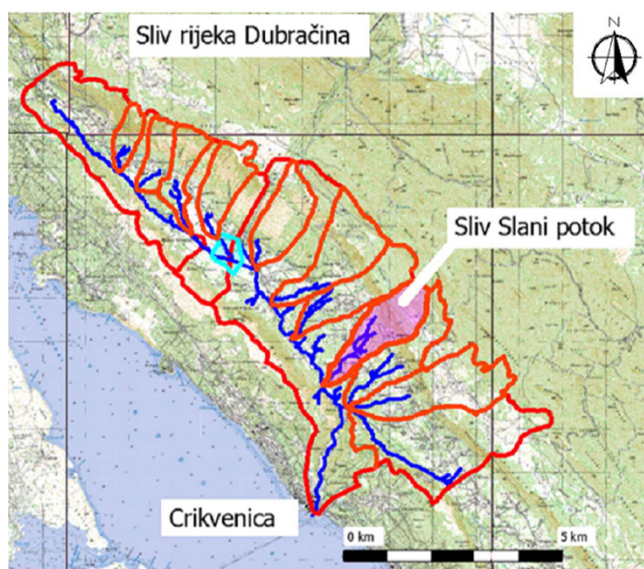 Sliv rijeka Dubračina
N
Sliv Slani potok
Crikvenica
0 km
5 km